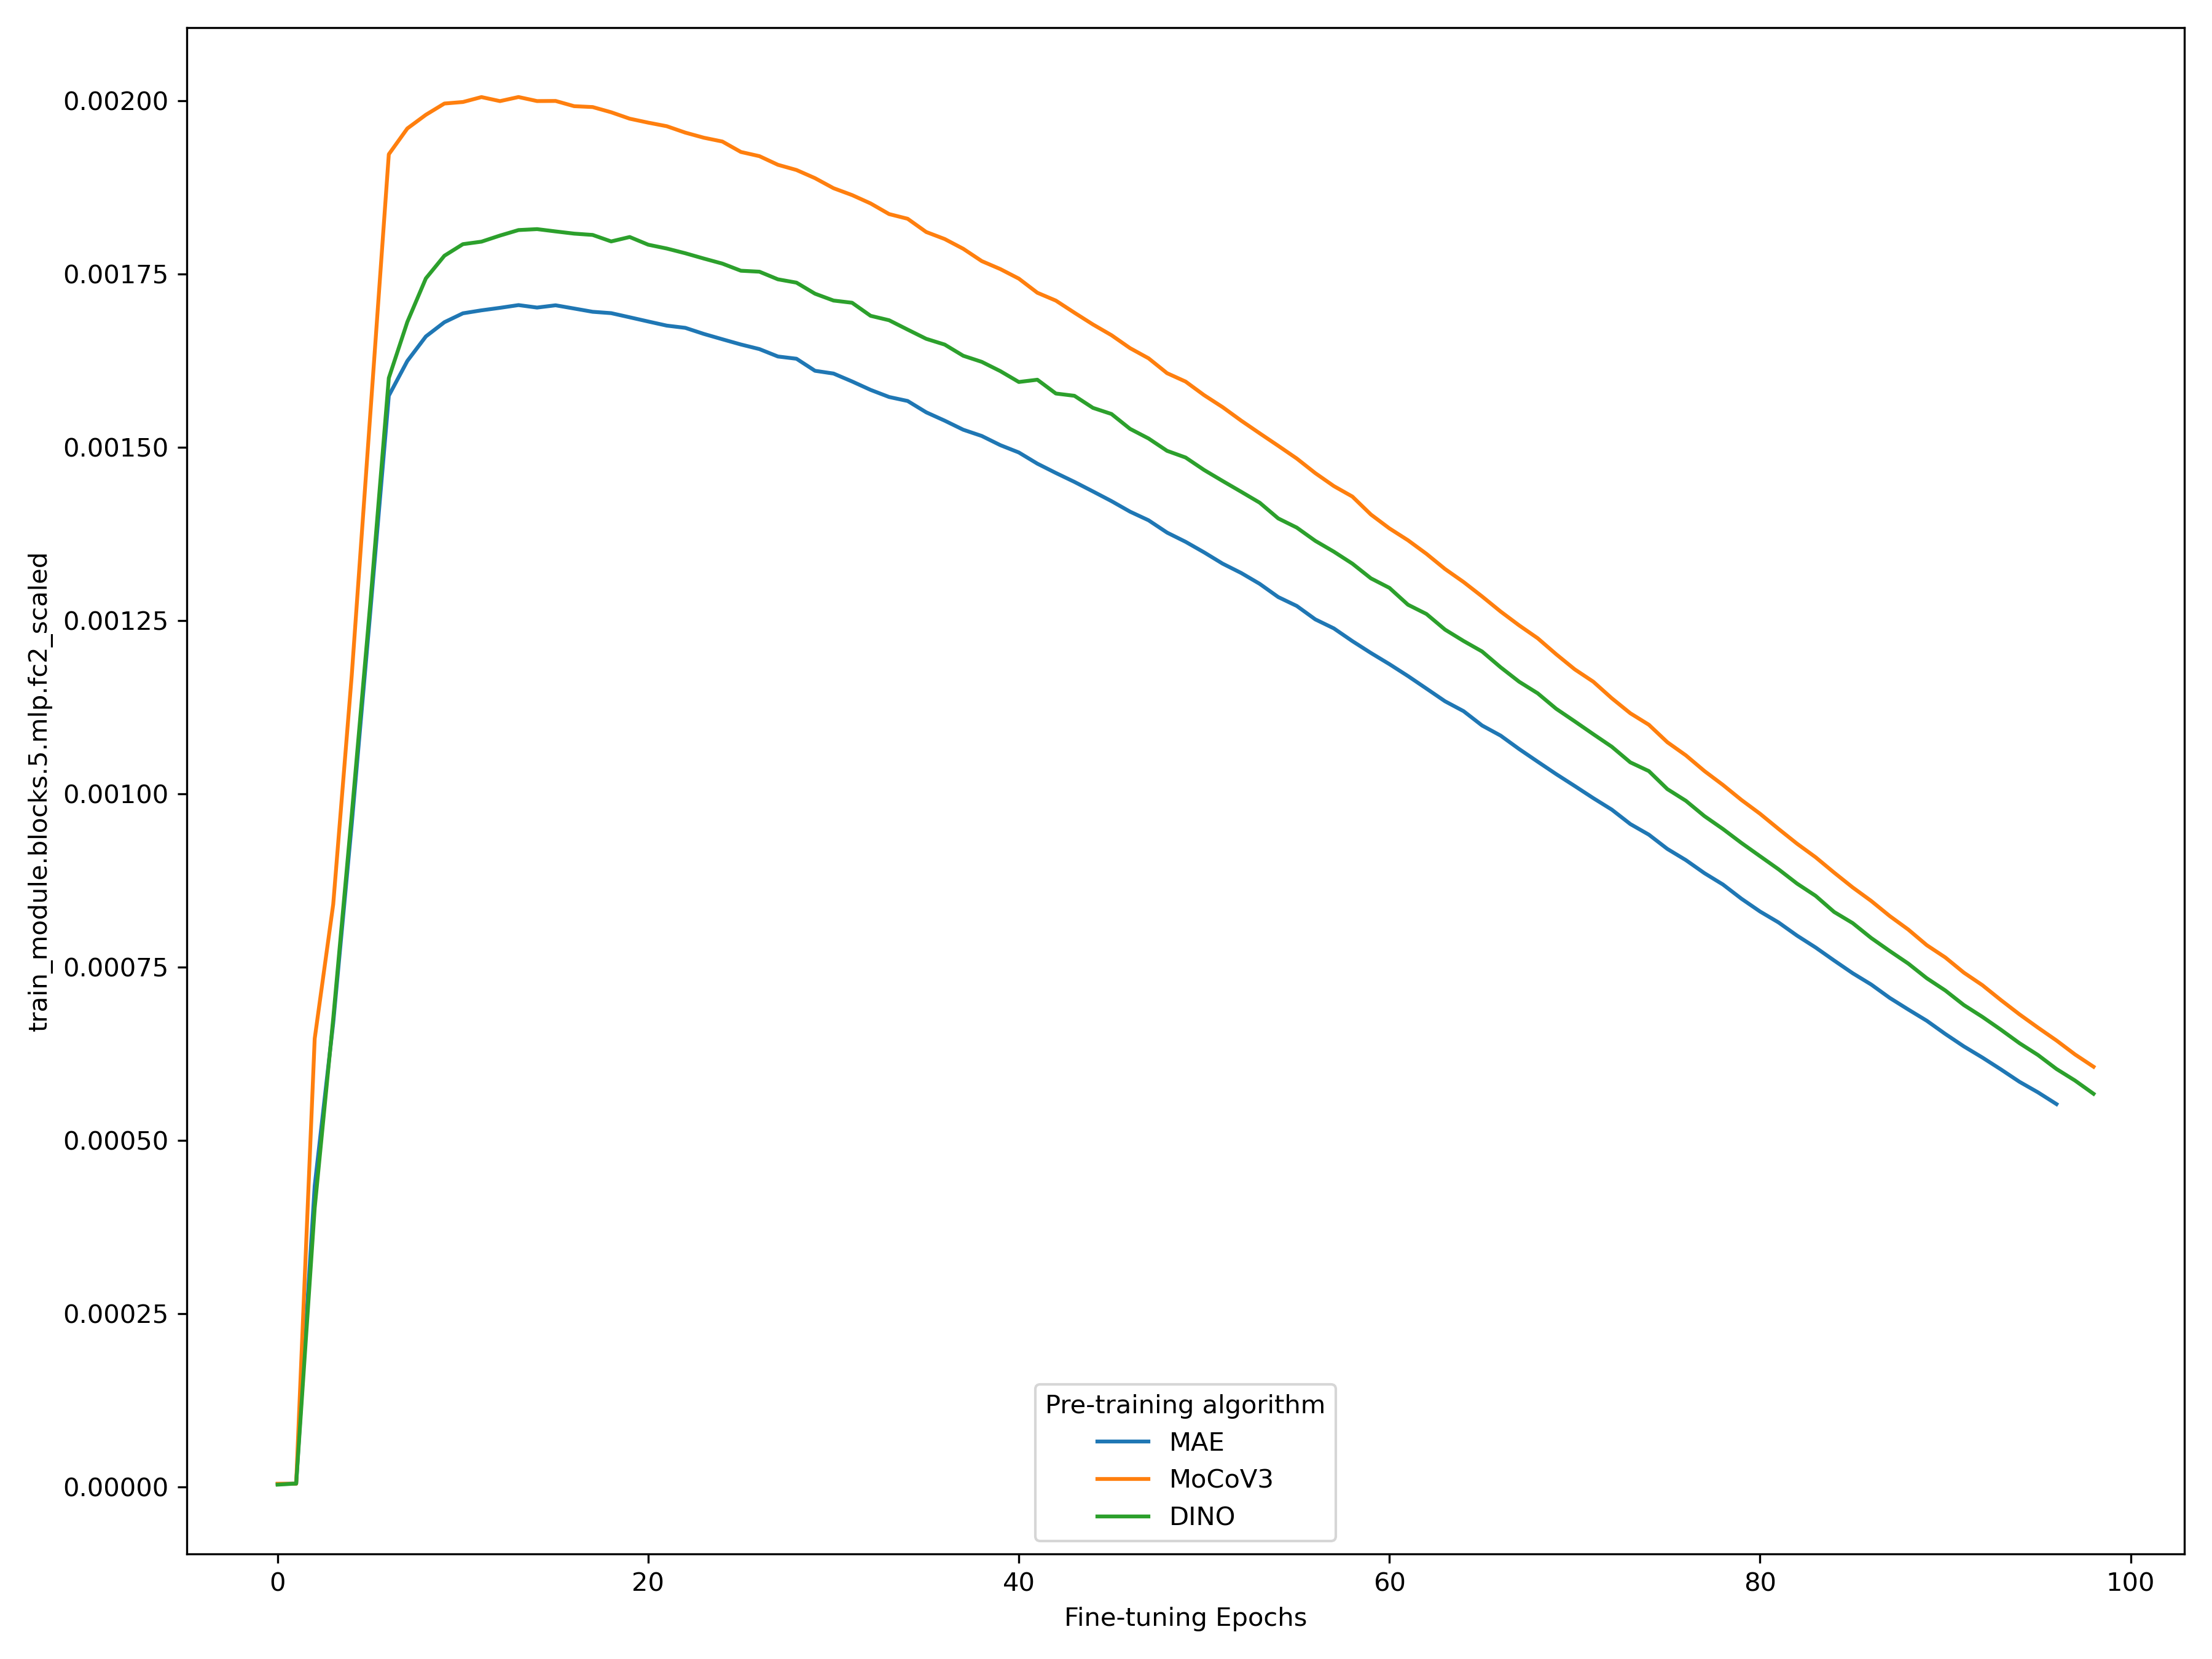 0.00200
0.00175
0.00150
0.00125
0.00100
0.00075
0.00050
0.00025
0.00000
train_module.blocks.5.mlp.fc2_scaled
Pre-training algorithm
MAE
MoCoV3
DINO
0 20 40 60 80 100
Fine-tuning Epochs